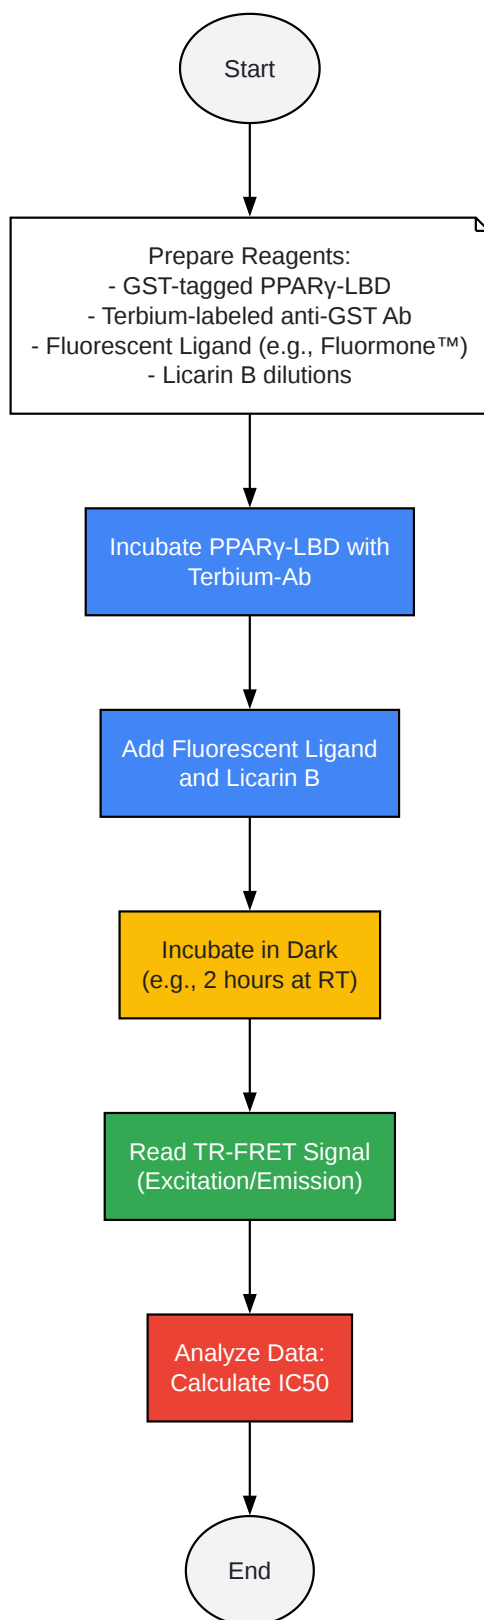 Start
Prepare Reagents:
- GST-tagged PPARγ-LBD
- Terbium-labeled anti-GST Ab
- Fluorescent Ligand (e.g., Fluormone™)
- Licarin B dilutions
Incubate PPARγ-LBD with
Terbium-Ab
Add Fluorescent Ligand
and Licarin B
Incubate in Dark
(e.g., 2 hours at RT)
Read TR-FRET Signal
(Excitation/Emission)
Analyze Data:
Calculate IC50
End